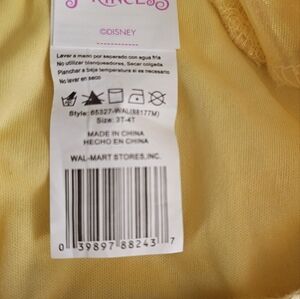 PRINCESS
©DISNEY
Lavar a mano por separado con agua fría
No utilizar blanqueadores, Secar colgada
Planchar a baja temperatura si es necesario
No lavar en seco
Style: 65327-WAL(88177M)
Size: 3T-4T
MADE IN CHINA
HECHO EN CHINA
WAL-MART STORES, INC.
0 39897 88243 7